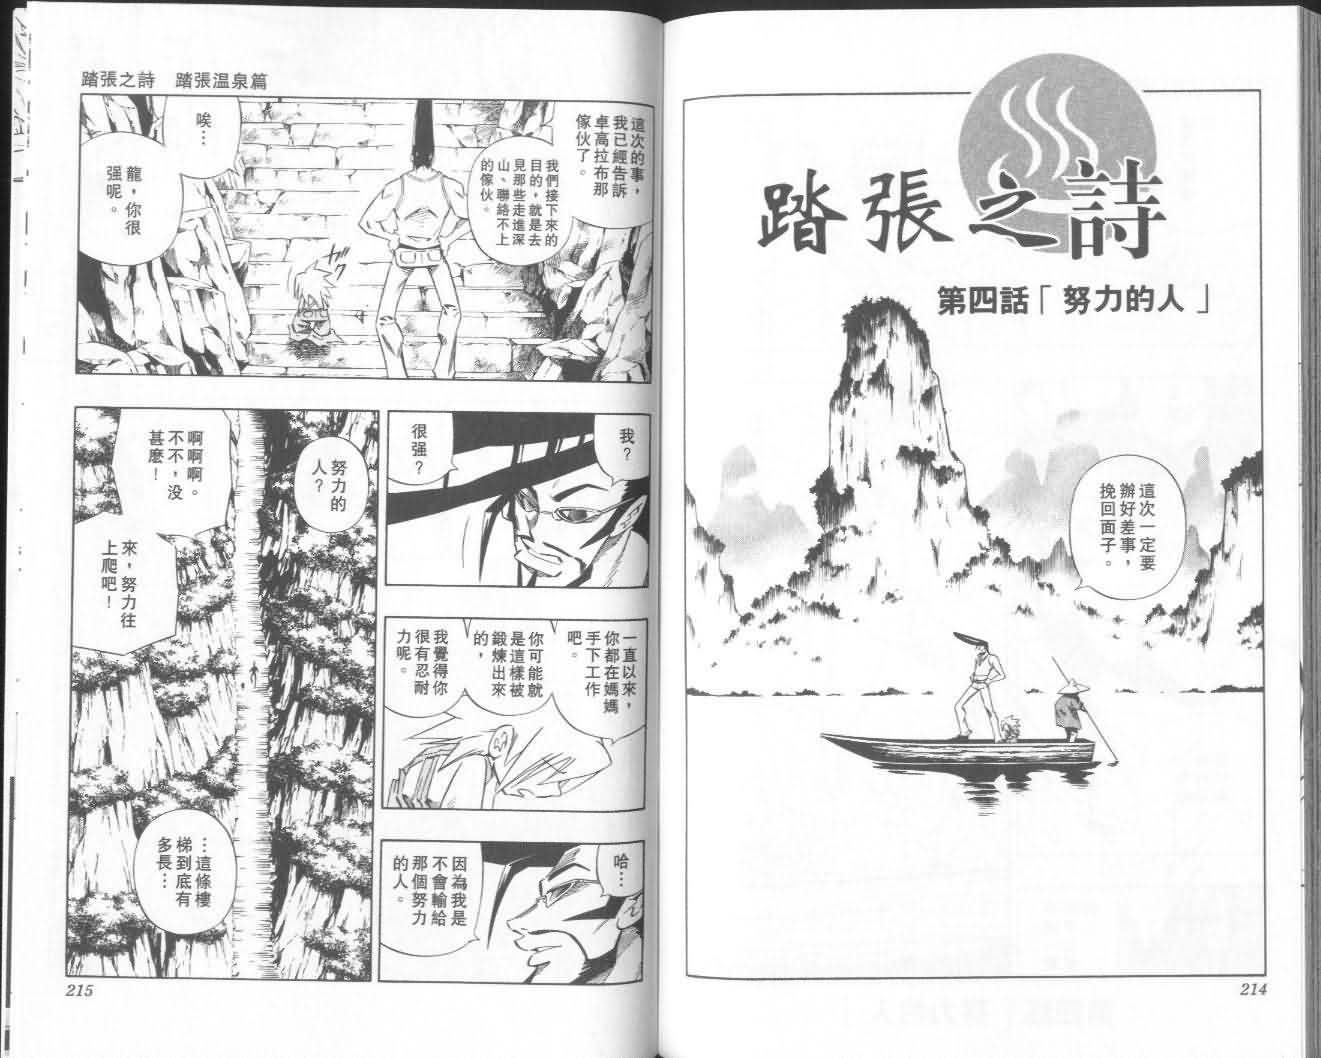 踏張之詩
第四話「努力的人」
這次一定要
辦好差事，
挽回面子。
214
踏張之詩　踏張温泉篇
這次的事，
我已經告訴
卓高拉布那
傢伙了。
我們接下來的
目的，就是去
見那些走進深
山、聯絡不上
的傢伙。
唉…
龍，你很
强呢。
我？
很强？
一直以來，
你都在媽媽
手下工作
吧。
你可能就
是這樣被
鍛煉出來
的，
我覺得你
很有忍耐
力呢。
哈…
因為我是
不會輸給
那個努力
的人。
努力的
人？
啊啊啊。
不不，没
甚麽！
來，努力往
上爬吧！
…這條樓
梯到底有
多長…
215